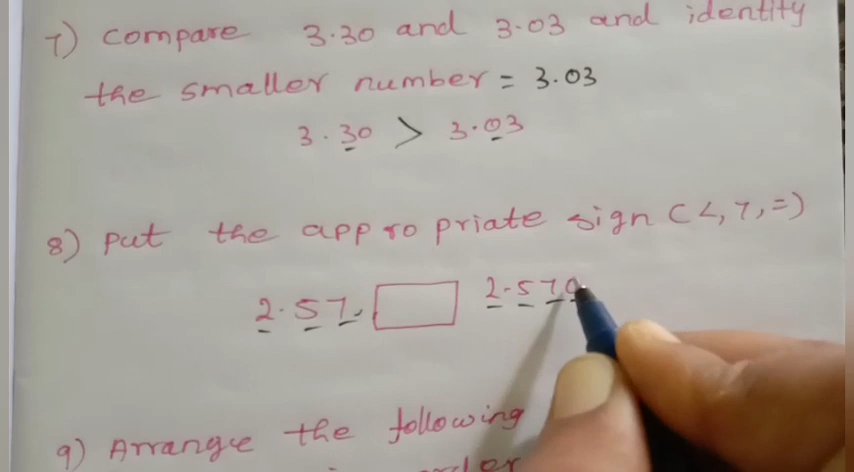 7) compare 3.30 and 3.03 and identity
the smaller number = 3.03
3.30 > 3.03
8) put the appropriate sign (<, >, =)
2.57 2.570
9) Arrange the following
order